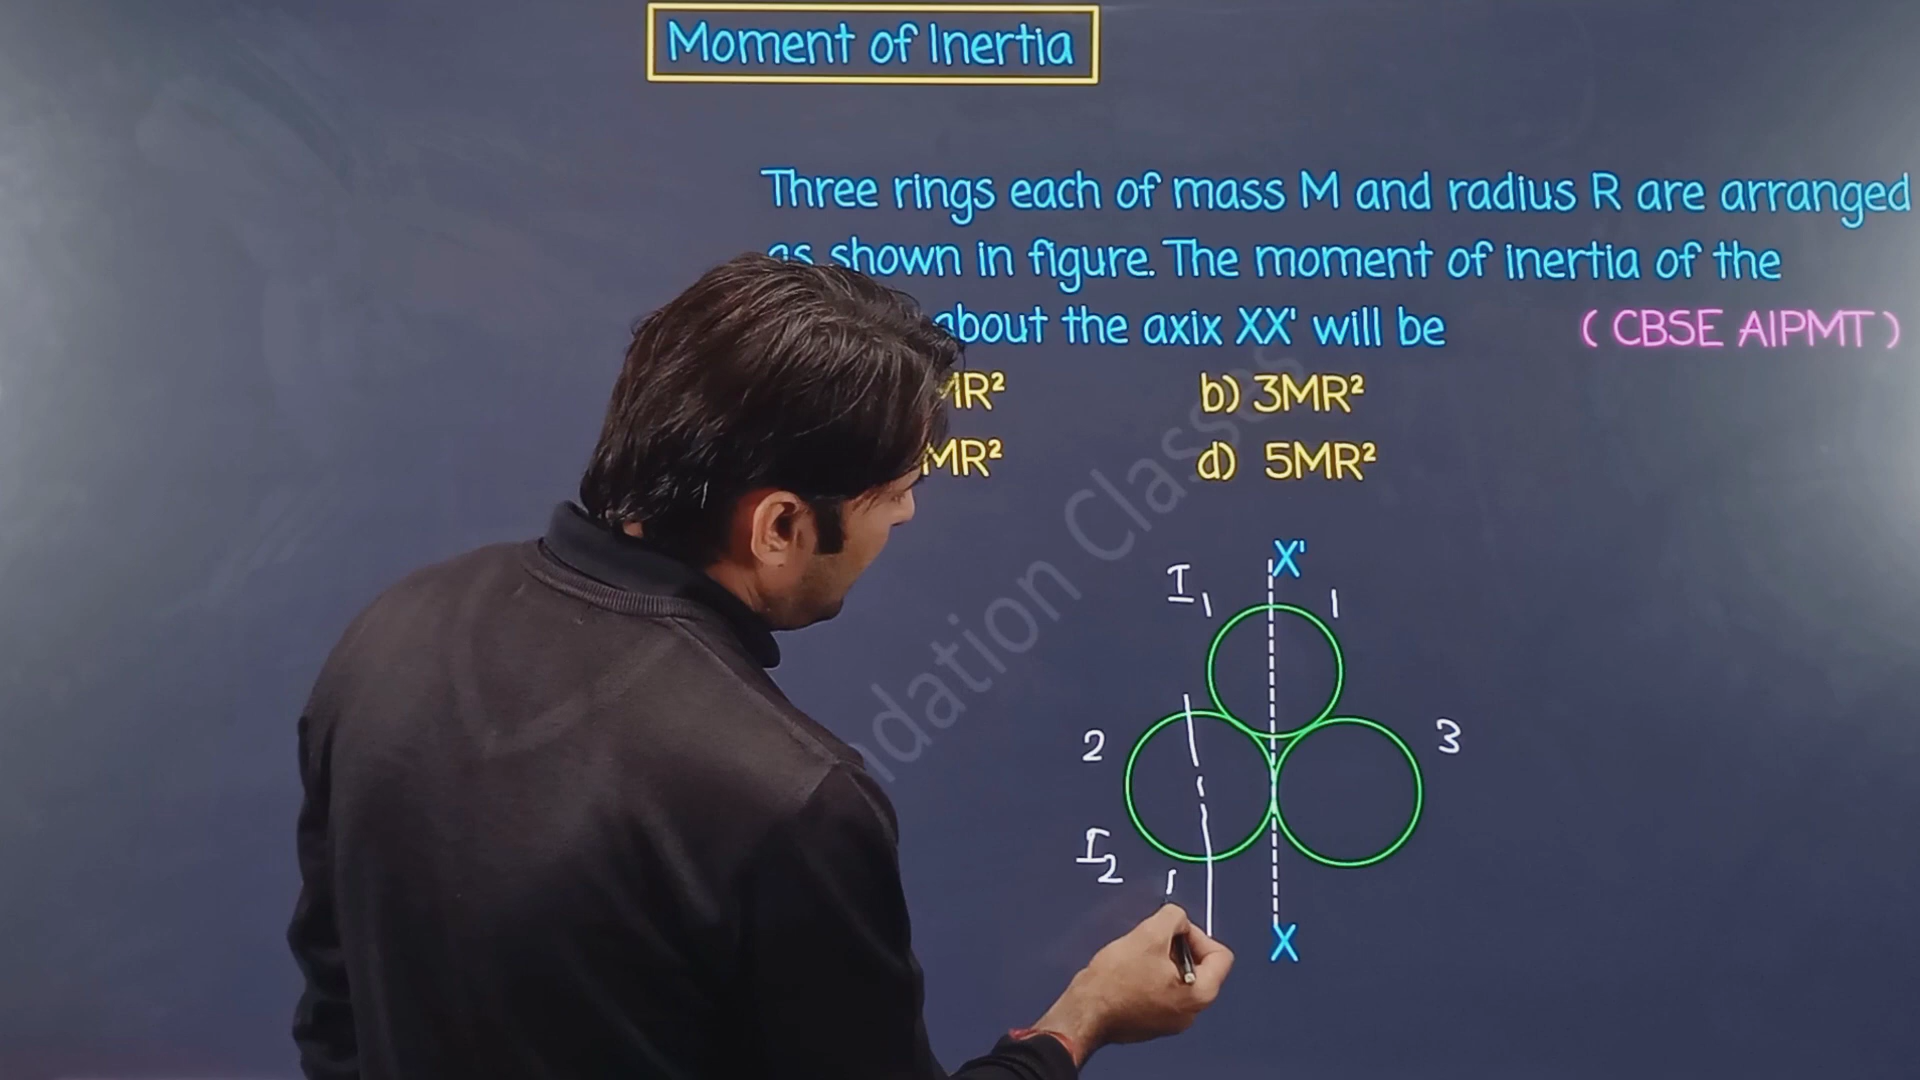 Moment of Inertia
Three rings each of mass M and radius R are arranged
as shown in figure. The moment of inertia of the
about the axix XX' will be ( CBSE AIPMT )
MR² b) 3MR²
MR² d) 5MR²
X'
I₁ 1
2 3
I₂
X
ndation Classes